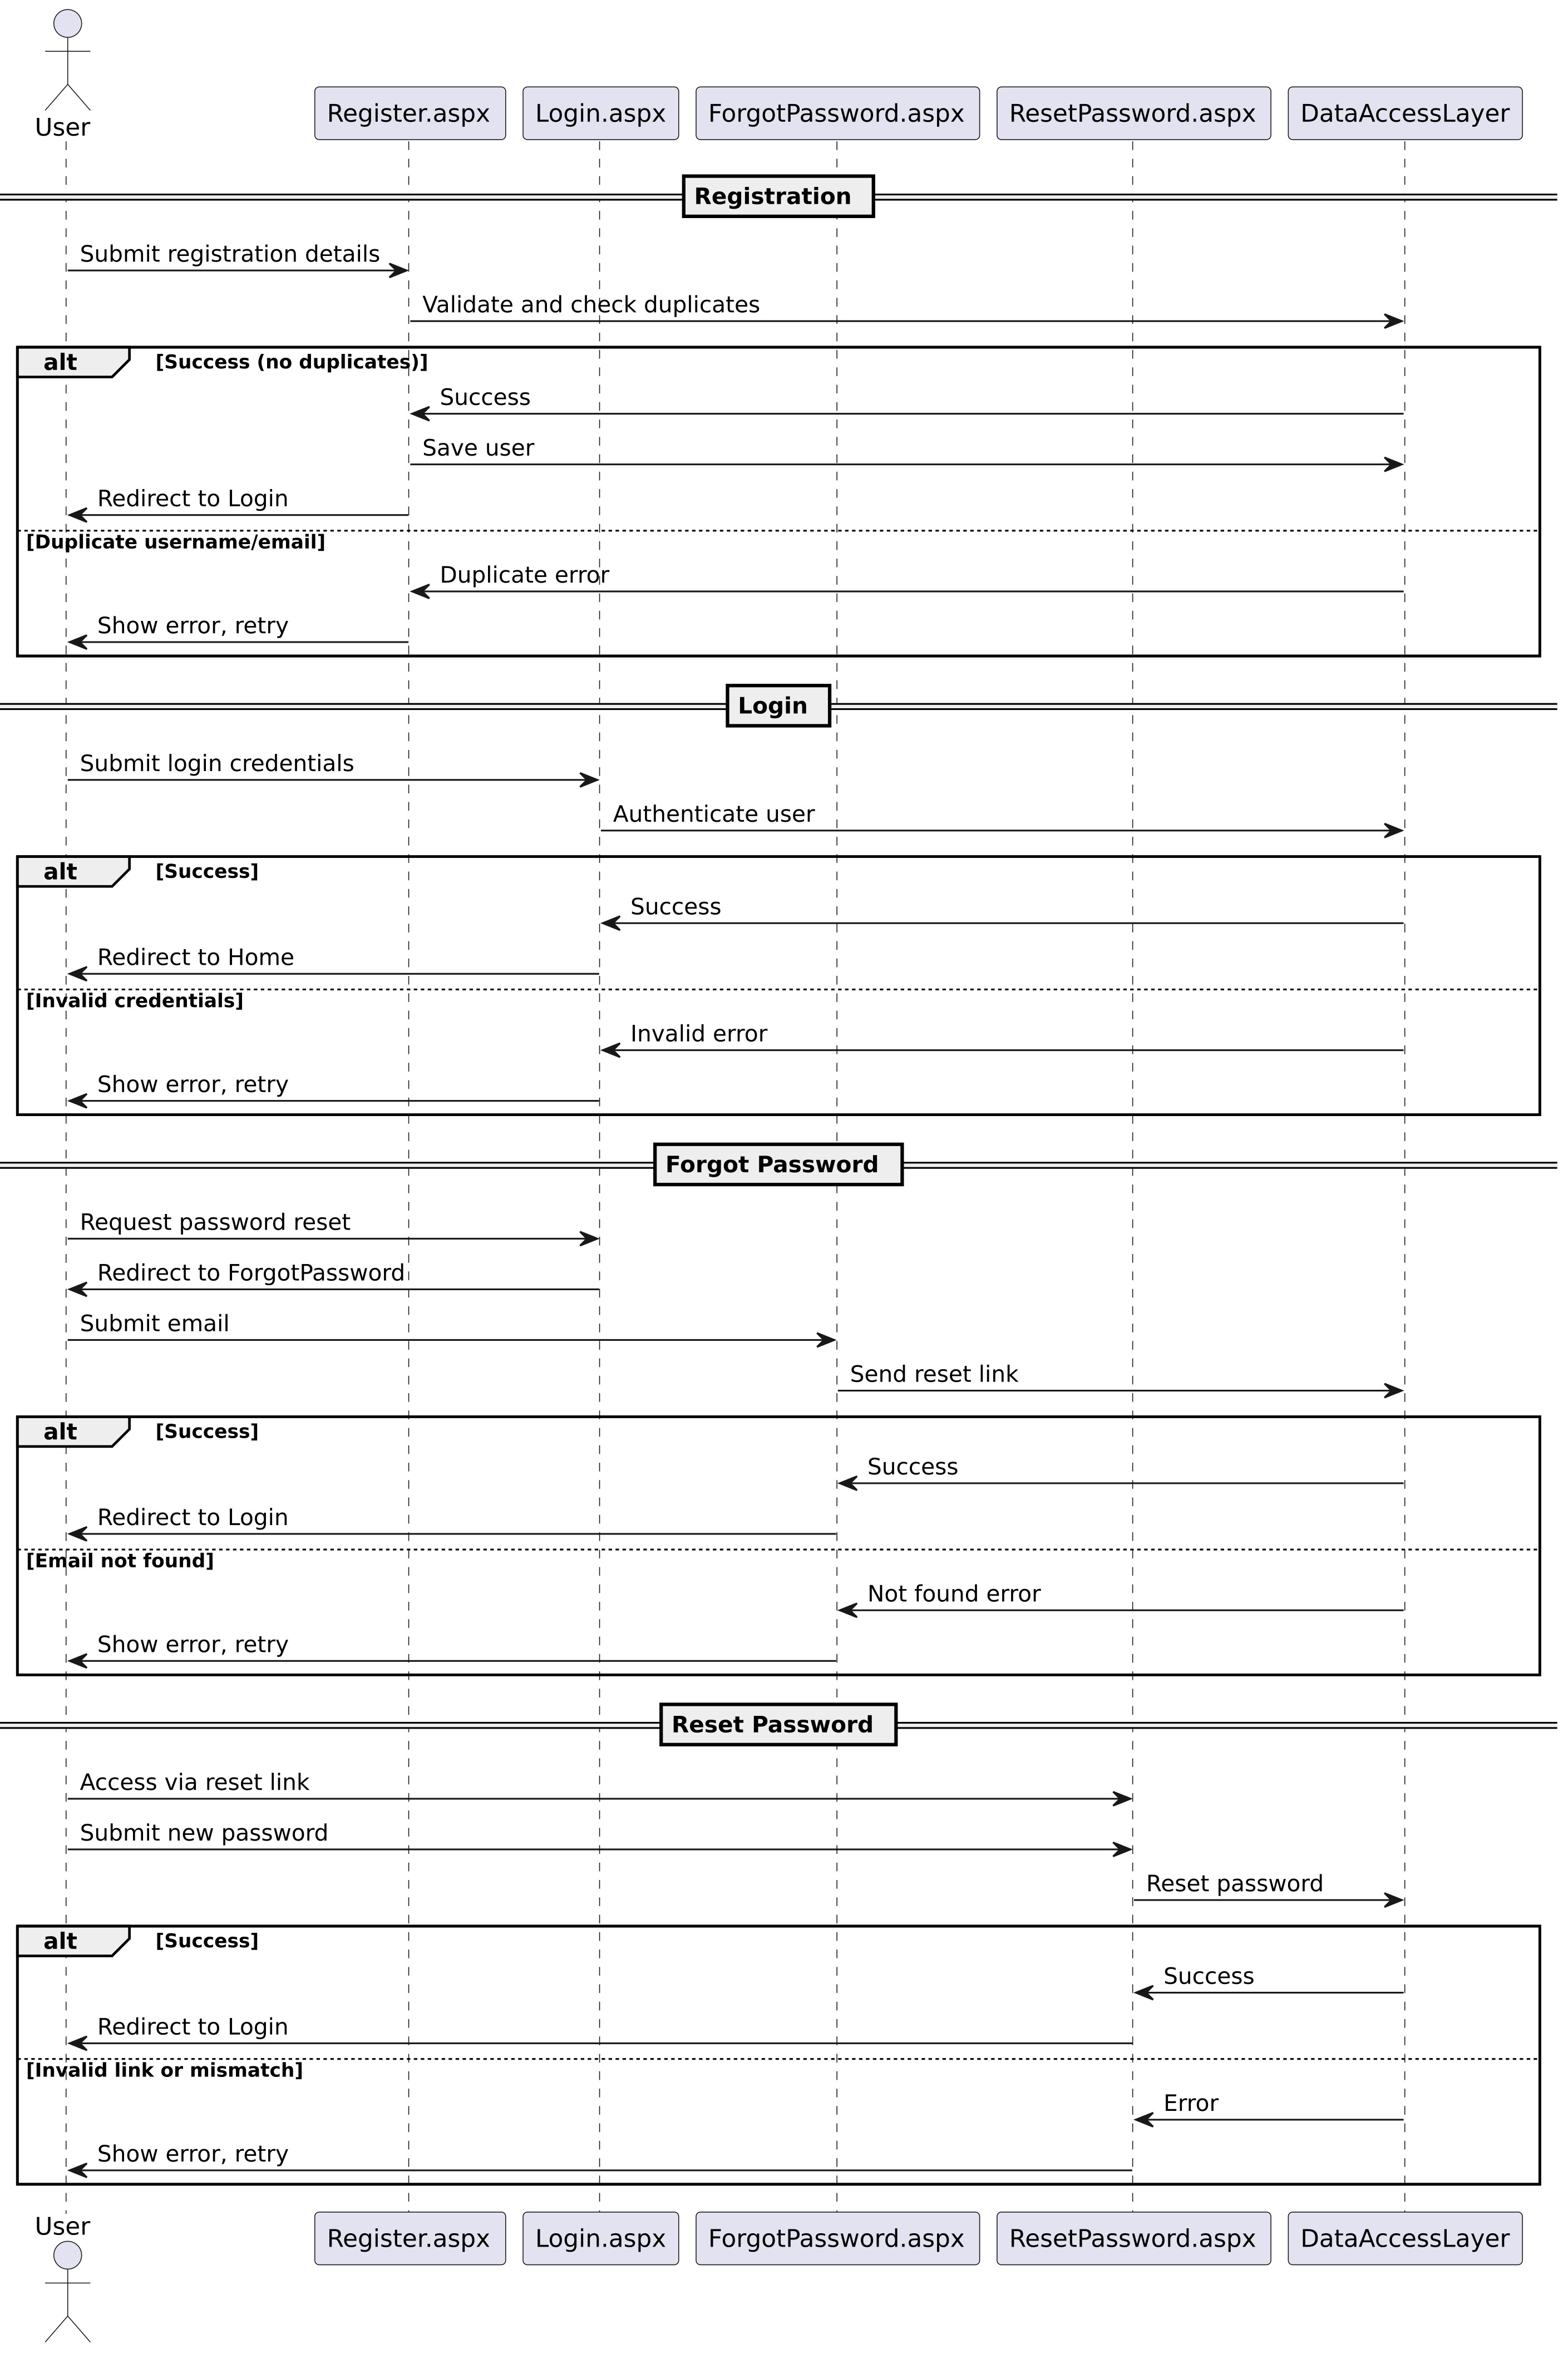 User
Register.aspx
Login.aspx
ForgotPassword.aspx
ResetPassword.aspx
DataAccessLayer
Registration
Submit registration details
Validate and check duplicates
alt
[Success (no duplicates)]
Success
Save user
Redirect to Login
[Duplicate username/email]
Duplicate error
Show error, retry
Login
Submit login credentials
Authenticate user
alt
[Success]
Success
Redirect to Home
[Invalid credentials]
Invalid error
Show error, retry
Forgot Password
Request password reset
Redirect to ForgotPassword
Submit email
Send reset link
alt
[Success]
Success
Redirect to Login
[Email not found]
Not found error
Show error, retry
Reset Password
Access via reset link
Submit new password
Reset password
alt
[Success]
Success
Redirect to Login
[Invalid link or mismatch]
Error
Show error, retry
User
Register.aspx
Login.aspx
ForgotPassword.aspx
ResetPassword.aspx
DataAccessLayer